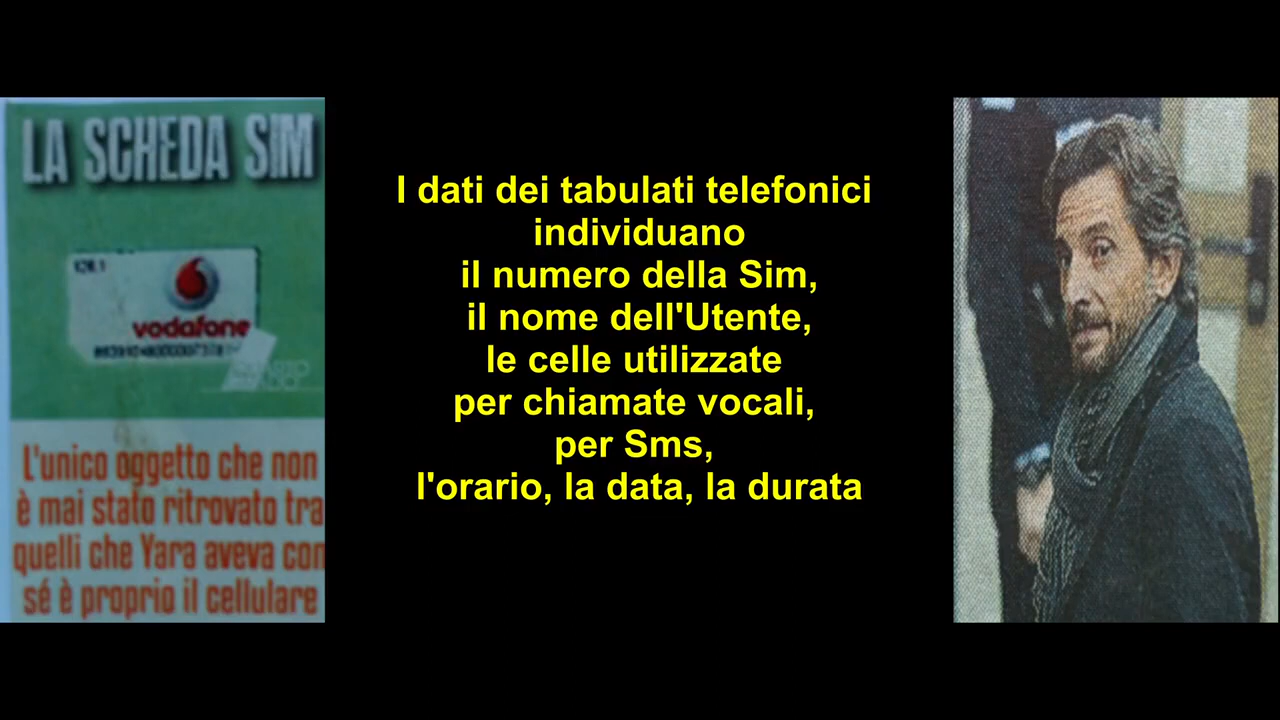 LA SCHEDA SIM
vodafone
L'unico oggetto che non
è mai stato ritrovato tra
quelli che Yara aveva con
sé è proprio il cellulare
I dati dei tabulati telefonici
individuano
il numero della Sim,
il nome dell'Utente,
le celle utilizzate
per chiamate vocali,
per Sms,
l'orario, la data, la durata